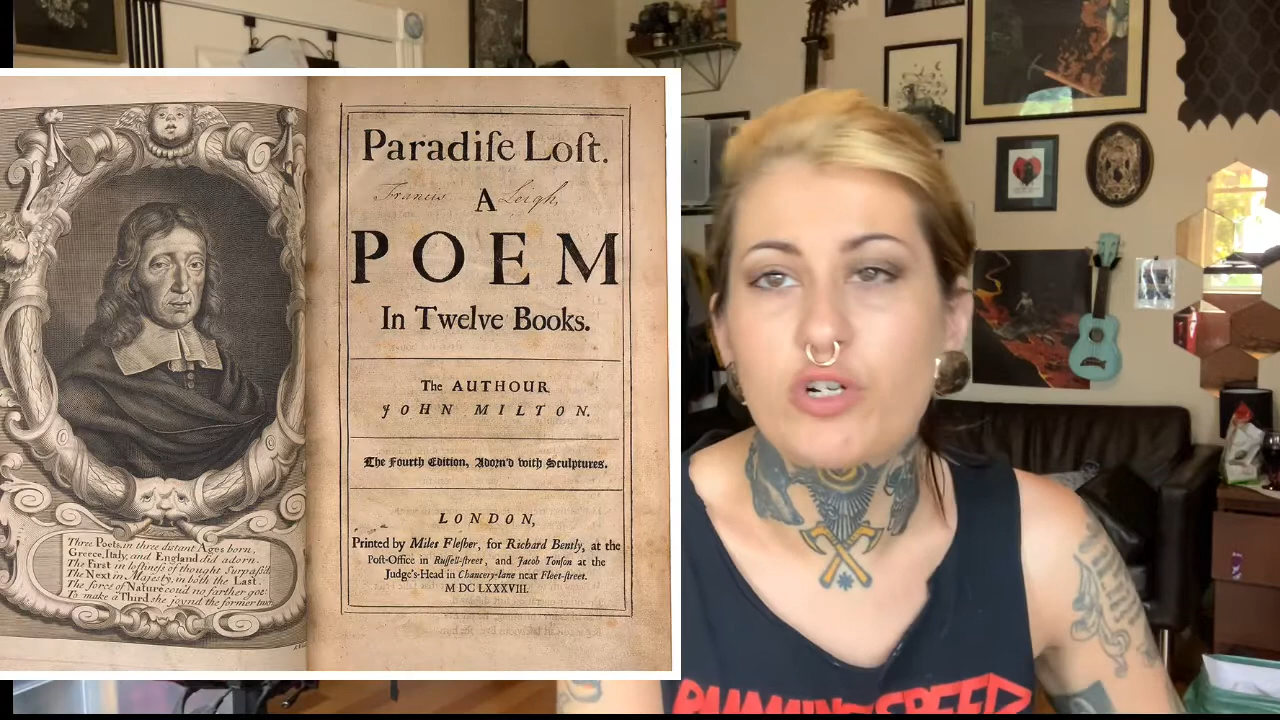 Paradiſe Loſt.
Francis Leigh,
A
POEM
In Twelve Books.
The AUTHOUR
JOHN MILTON.
The Fourth Edition, Adorn'd with Sculptures.
LONDON,
Printed by Miles Fleſher, for Richard Bently, at the
Poſt-Office in Ruſſell-ſtreet, and Jacob Tonſon at the
Judge's-Head in Chancery-lane near Fleet-ſtreet.
M DC LXXXVIII.
Three Poets, in three distant Ages born,
Greece, Italy, and England did adorn.
The First in loftiness of thought Surpass'd;
The Next in Majesty; in both the Last.
The force of Nature could no farther goe:
To make a Third she joynd the former two.